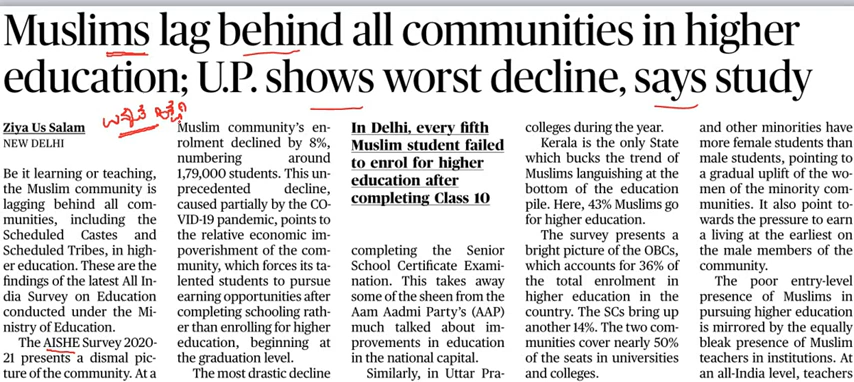 Muslims lag behind all communities in higher
education; U.P. shows worst decline, says study
Ziya Us Salam
NEW DELHI
Be it learning or teaching,
the Muslim community is
lagging behind all com-
munities, including the
Scheduled Castes and
Scheduled Tribes, in high-
er education. These are the
findings of the latest All In-
dia Survey on Education
conducted under the Mi-
nistry of Education.
The AISHE Survey 2020-
21 presents a dismal pic-
ture of the community. At a
Muslim community's en-
rolment declined by 8%,
numbering around
1,79,000 students. This un-
precedented decline,
caused partially by the CO-
VID-19 pandemic, points to
the relative economic im-
poverishment of the com-
munity, which forces its ta-
lented students to pursue
earning opportunities after
completing schooling rath-
er than enrolling for higher
education, beginning at
the graduation level.
The most drastic decline
In Delhi, every fifth
Muslim student failed
to enrol for higher
education after
completing Class 10
completing the Senior
School Certificate Exami-
nation. This takes away
some of the sheen from the
Aam Aadmi Party's (AAP)
much talked about im-
provements in education
in the national capital.
Similarly, in Uttar Pra-
colleges during the year.
Kerala is the only State
which bucks the trend of
Muslims languishing at the
bottom of the education
pile. Here, 43% Muslims go
for higher education.
The survey presents a
bright picture of the OBCs,
which accounts for 36% of
the total enrolment in
higher education in the
country. The SCs bring up
another 14%. The two com-
munities cover nearly 50%
of the seats in universities
and colleges.
and other minorities have
more female students than
male students, pointing to
a gradual uplift of the wo-
men of the minority com-
munities. It also point to-
wards the pressure to earn
a living at the earliest on
the male members of the
community.
The poor entry-level
presence of Muslims in
pursuing higher education
is mirrored by the equally
bleak presence of Muslim
teachers in institutions. At
an all-India level, teachers